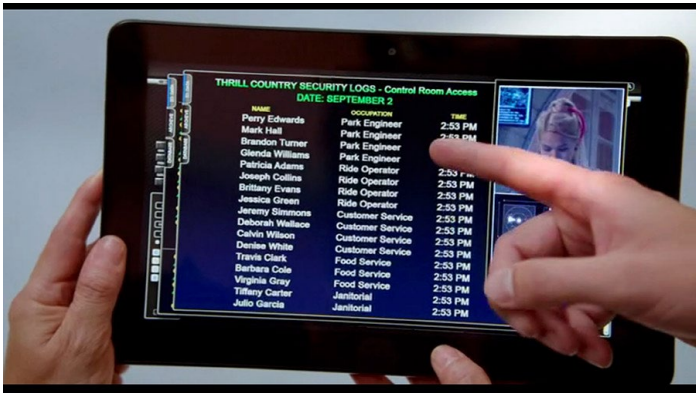 THRILL COUNTRY SECURITY LOGS - Control Room Access
DATE: SEPTEMBER 2
NAME OCCUPATION TIME
Perry Edwards Park Engineer 2:53 PM
Mark Hall Park Engineer 2:53 PM
Brandon Turner Park Engineer
Glenda Williams Park Engineer
Patricia Adams Ride Operator 2:53 PM
Joseph Collins Ride Operator 2:53 PM
Brittany Evans Ride Operator 2:53 PM
Jessica Green Ride Operator 2:53 PM
Jeremy Simmons Customer Service 2:53 PM
Deborah Wallace Customer Service 2:53 PM
Calvin Wilson Customer Service 2:53 PM
Denise White Customer Service 2:53 PM
Travis Clark Food Service 2:53 PM
Barbara Cole Food Service 2:53 PM
Virginia Gray Food Service 2:53 PM
Tiffany Carter Janitorial 2:53 PM
Julio Garcia Janitorial 2:53 PM